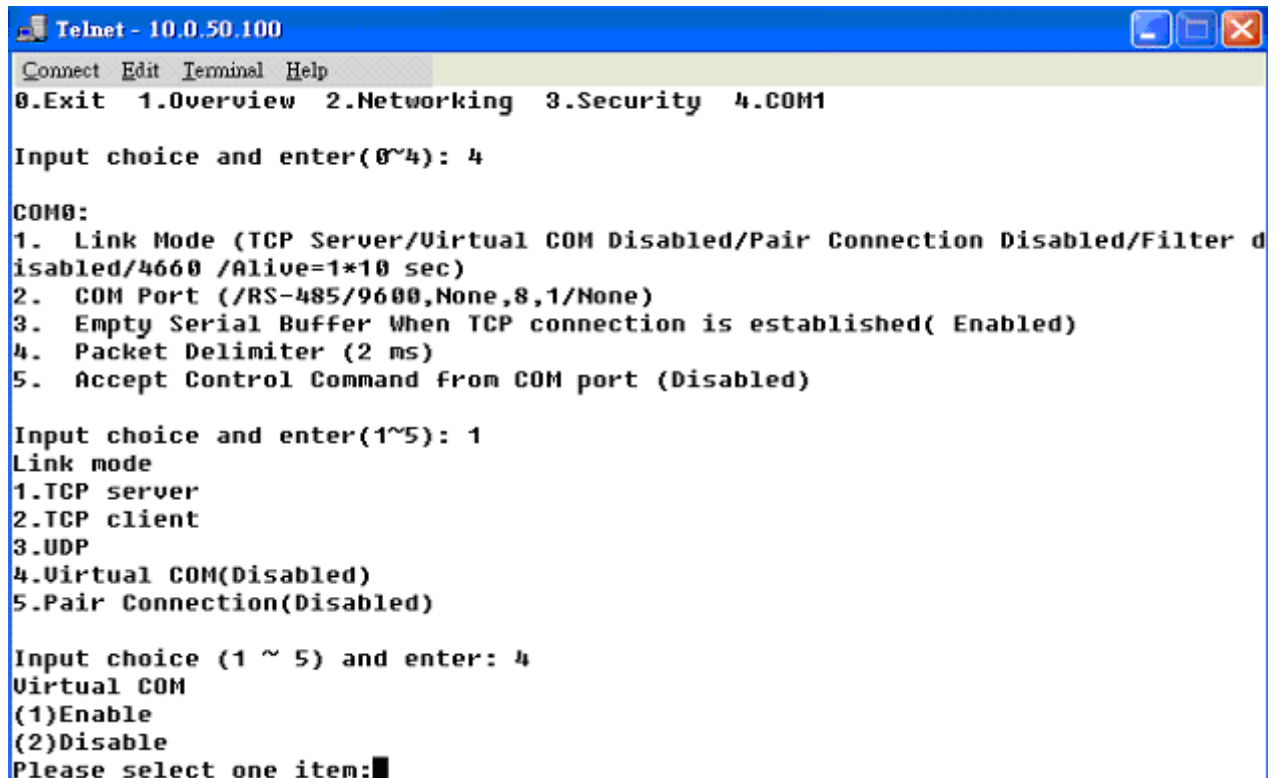 Telnet - 10.0.50.100
Connect Edit Terminal Help
0.Exit 1.Overview 2.Networking 3.Security 4.COM1
Input choice and enter(0~4): 4
COM0:
1. Link Mode (TCP Server/Virtual COM Disabled/Pair Connection Disabled/Filter d
isabled/4660 /Alive=1*10 sec)
2. COM Port (/RS-485/9600,None,8,1/None)
3. Empty Serial Buffer When TCP connection is established( Enabled)
4. Packet Delimiter (2 ms)
5. Accept Control Command from COM port (Disabled)
Input choice and enter(1~5): 1
Link mode
1.TCP server
2.TCP client
3.UDP
4.Virtual COM(Disabled)
5.Pair Connection(Disabled)
Input choice (1 ~ 5) and enter: 4
Virtual COM
(1)Enable
(2)Disable
Please select one item: